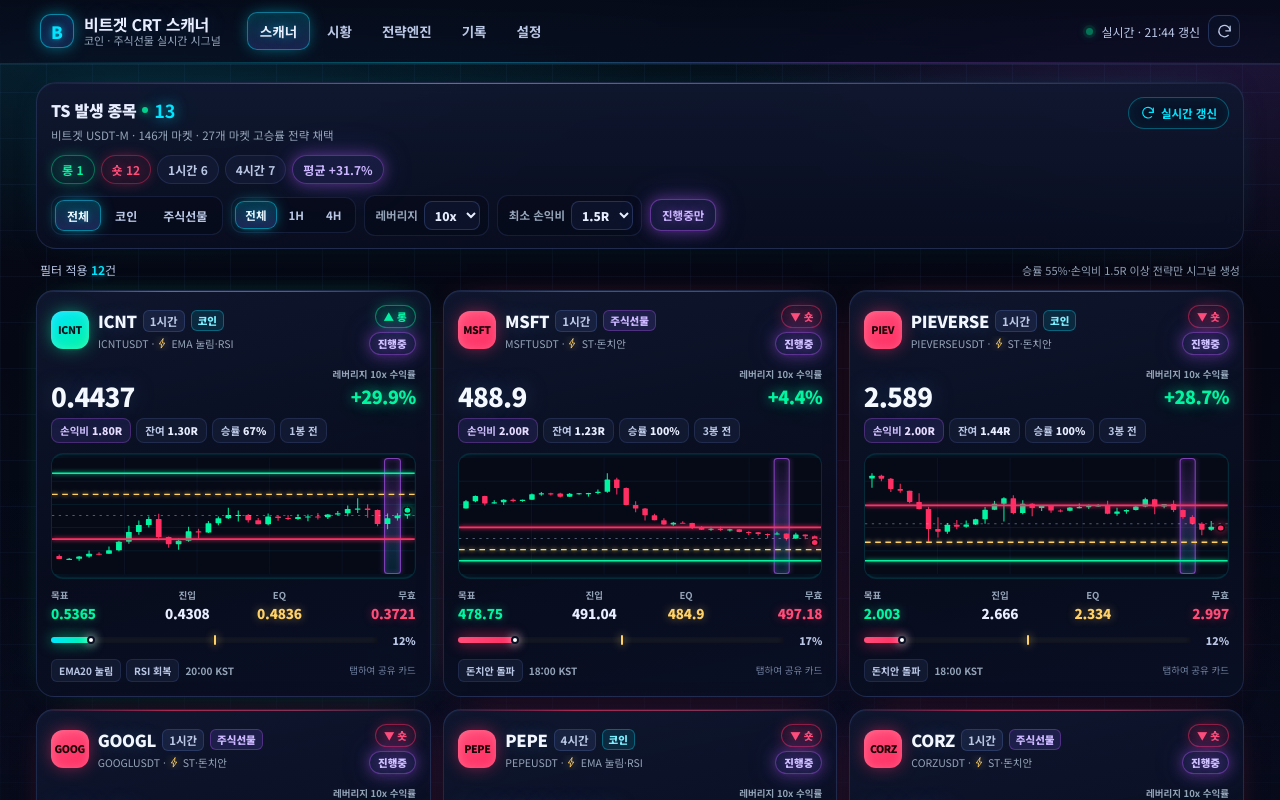 B
비트겟 CRT 스캐너
코인 · 주식선물 실시간 시그널
스캐너 시황 전략엔진 기록 설정
실시간 · 21:44 갱신
TS 발생 종목 • 13
실시간 갱신
비트겟 USDT-M · 146개 마켓 · 27개 마켓 고승률 전략 채택
롱 1 숏 12 1시간 6 4시간 7 평균 +31.7%
전체 코인 주식선물 전체 1H 4H 레버리지 10x 최소 손익비 1.5R 진행중만
필터 적용 12건
승률 55%·손익비 1.5R 이상 전략만 시그널 생성
ICNT ICNT 1시간 코인 ▲ 롱
ICNTUSDT · ⚡ EMA 눌림·RSI 진행중
레버리지 10x 수익률
0.4437 +29.9%
손익비 1.80R 잔여 1.30R 승률 67% 1봉 전
목표 진입 EQ 무효
0.5365 0.4308 0.4836 0.3721
12%
EMA20 눌림 RSI 회복 20:00 KST 탭하여 공유 카드
MSFT MSFT 1시간 주식선물 ▼ 숏
MSFTUSDT · ⚡ ST·돈치안 진행중
레버리지 10x 수익률
488.9 +4.4%
손익비 2.00R 잔여 1.23R 승률 100% 3봉 전
목표 진입 EQ 무효
478.75 491.04 484.9 497.18
17%
돈치안 돌파 18:00 KST 탭하여 공유 카드
PIEV PIEVERSE 1시간 코인 ▼ 숏
PIEVERSEUSDT · ⚡ ST·돈치안 진행중
레버리지 10x 수익률
2.589 +28.7%
손익비 2.00R 잔여 1.44R 승률 100% 3봉 전
목표 진입 EQ 무효
2.003 2.666 2.334 2.997
12%
돈치안 돌파 18:00 KST 탭하여 공유 카드
GOOG GOOGL 1시간 주식선물 ▼ 숏
GOOGLUSDT · ⚡ ST·돈치안 진행중
레버리지 10x 수익률
PEPE PEPE 4시간 코인 ▼ 숏
PEPEUSDT · ⚡ EMA 눌림·RSI 진행중
레버리지 10x 수익률
CORZ CORZ 1시간 주식선물 ▼ 숏
CORZUSDT · ⚡ ST·돈치안 진행중
레버리지 10x 수익률